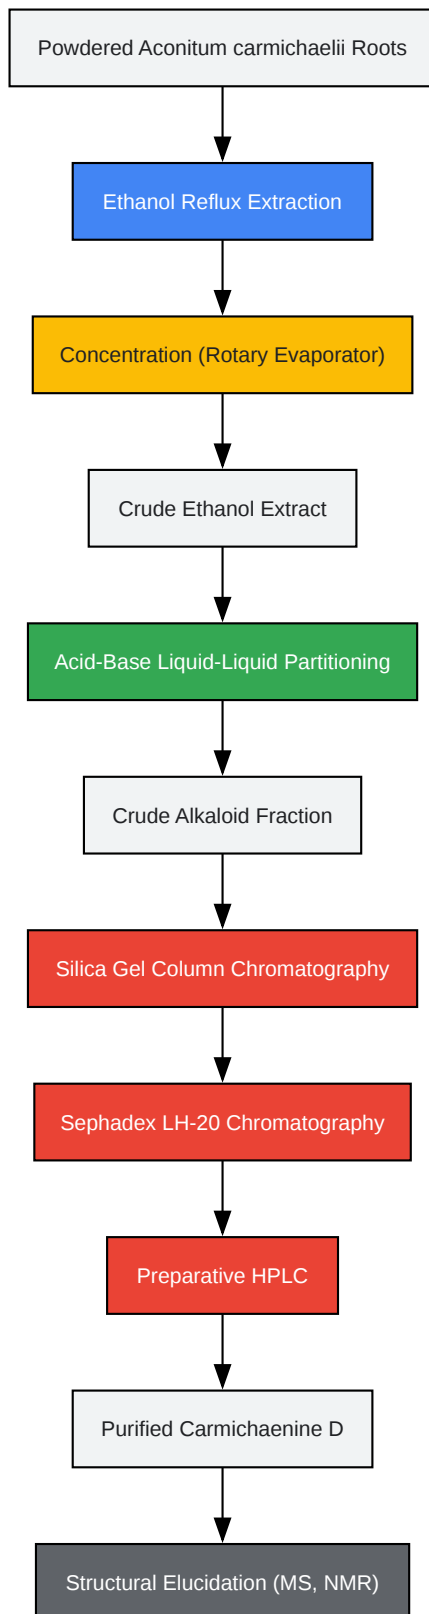 Powdered Aconitum carmichaelii Roots
Ethanol Reflux Extraction
Concentration (Rotary Evaporator)
Crude Ethanol Extract
Acid-Base Liquid-Liquid Partitioning
Crude Alkaloid Fraction
Silica Gel Column Chromatography
Sephadex LH-20 Chromatography
Preparative HPLC
Purified Carmichaenine D
Structural Elucidation (MS, NMR)